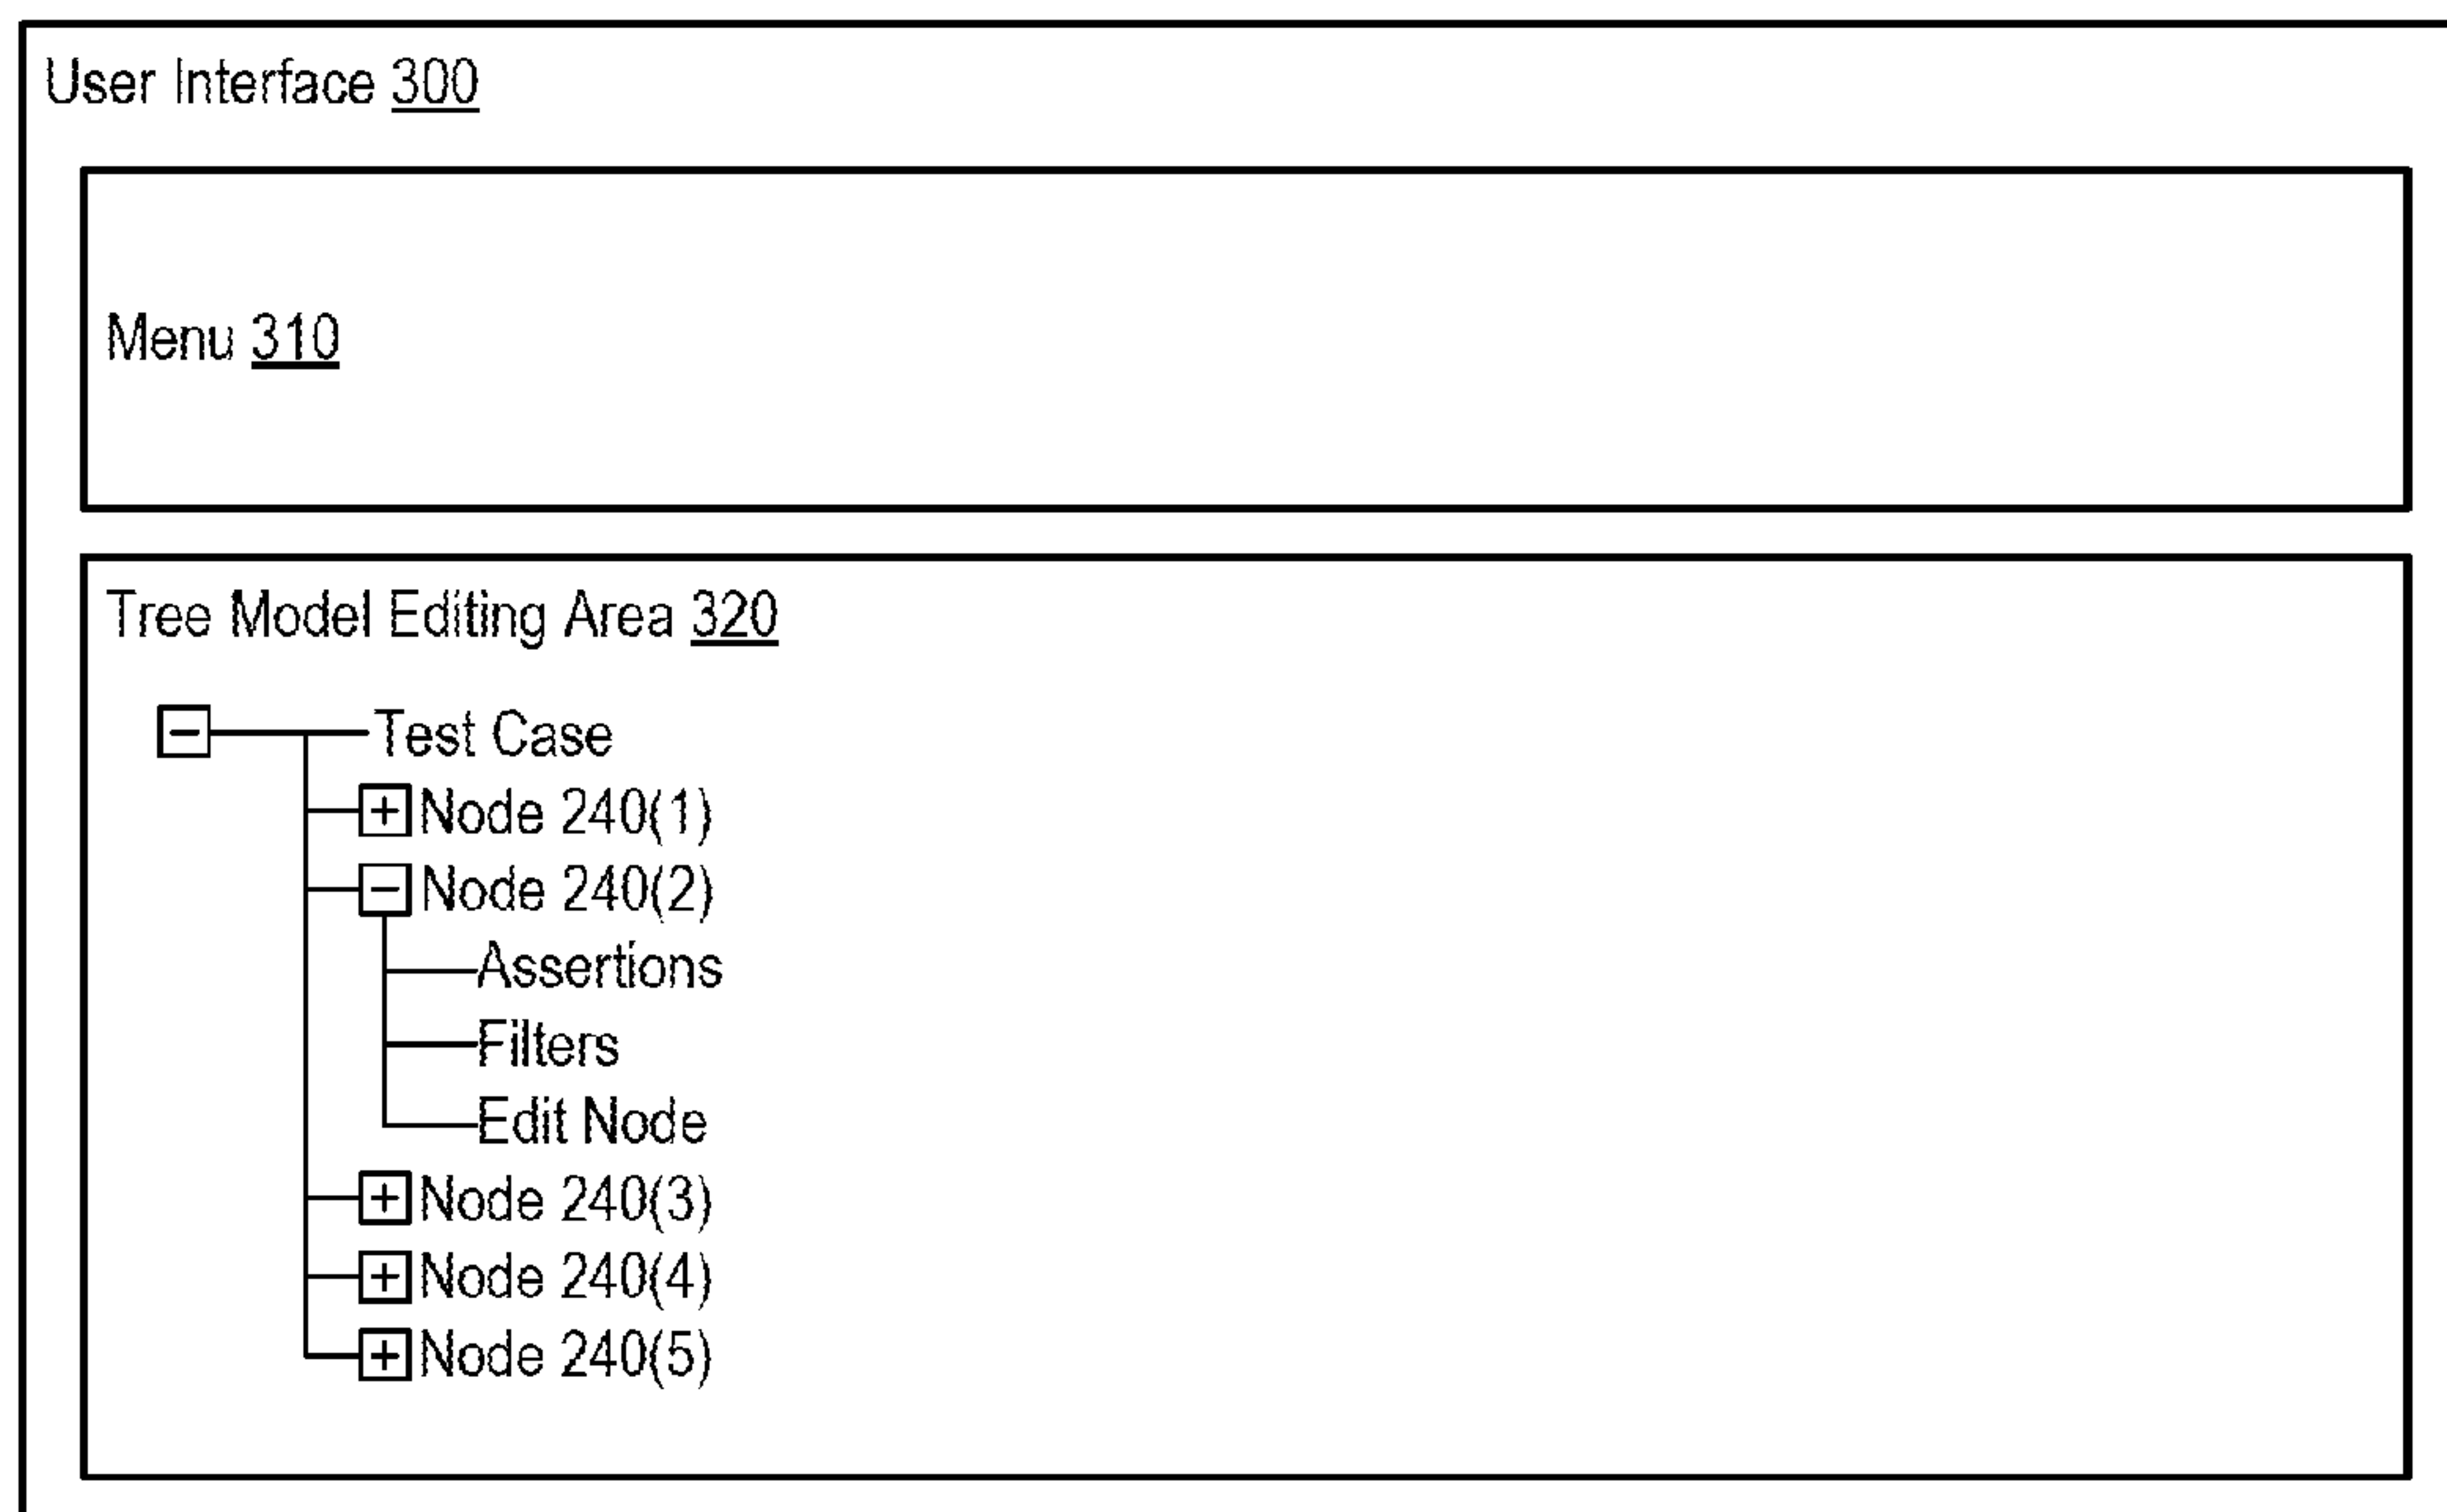 User Interface 300
Menu 310
Tree Model Editing Area 320
Test Case
Node 240(1)
Node 240(2)
Assertions
Filters
Edit Node
Node 240(3)
Node 240(4)
Node 240(5)